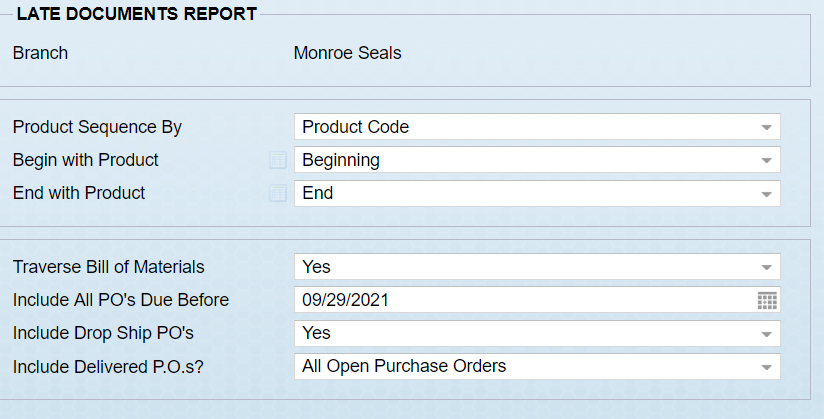 LATE DOCUMENTS REPORT
Branch Monroe Seals
Product Sequence By Product Code
Begin with Product Beginning
End with Product End
Traverse Bill of Materials Yes
Include All PO's Due Before 09/29/2021
Include Drop Ship PO's Yes
Include Delivered P.O.s? All Open Purchase Orders